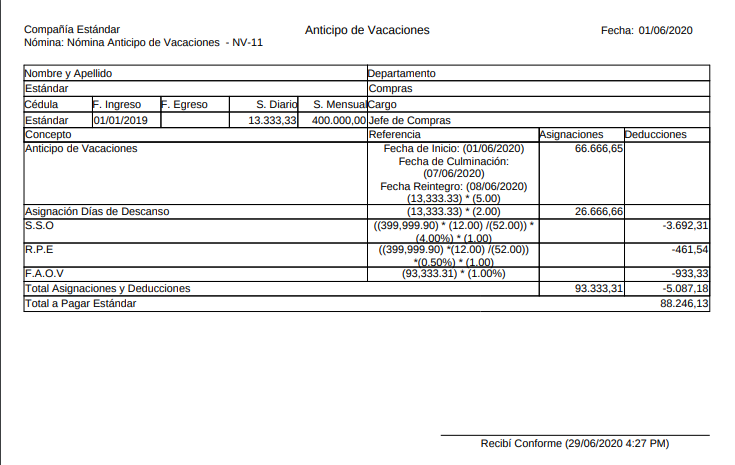 Compañía Estándar
Nómina: Nómina Anticipo de Vacaciones - NV-11
Anticipo de Vacaciones
Fecha: 01/06/2020
Nombre y Apellido Departamento
Estándar Compras
Cédula F. Ingreso F. Egreso S. Diario S. Mensual Cargo
Estándar 01/01/2019 13.333,33 400.000,00 Jefe de Compras
Concepto Referencia Asignaciones Deducciones
Anticipo de Vacaciones Fecha de Inicio: (01/06/2020) 66.666,65
Fecha de Culminación:
(07/06/2020)
Fecha Reintegro: (08/06/2020)
(13,333.33) * (5.00)
Asignación Días de Descanso (13,333.33) * (2.00) 26.666,66
S.S.O ((399,999.90) * (12.00) /(52.00)) * -3.692,31
(4.00%) * (1.00)
R.P.E ((399,999.90) *(12.00) /(52.00)) -461,54
*(0.50%) * (1.00)
F.A.O.V (93,333.31) * (1.00%) -933,33
Total Asignaciones y Deducciones 93.333,31 -5.087,18
Total a Pagar Estándar 88.246,13
Recibí Conforme (29/06/2020 4:27 PM)